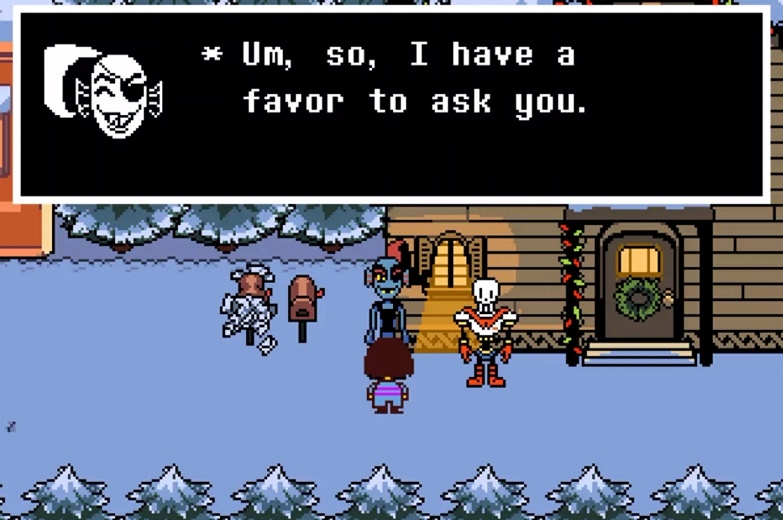 * Um, so, I have a
favor to ask you.